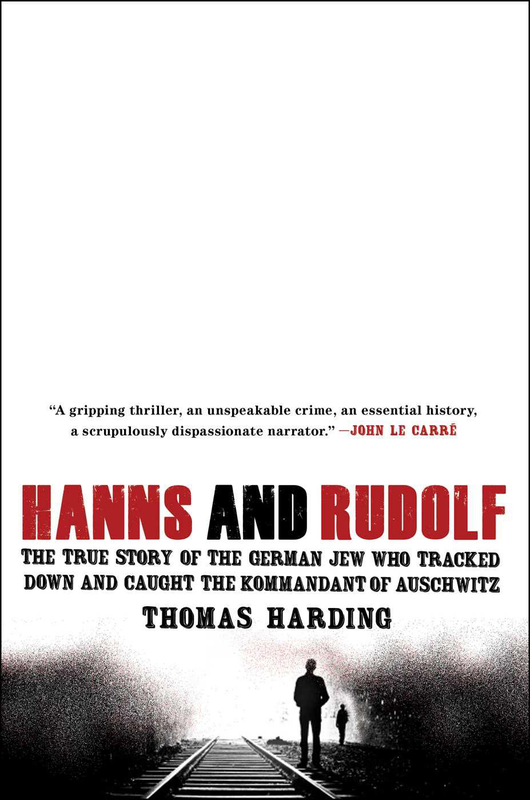 “A gripping thriller, an unspeakable crime, an essential history,
a scrupulously dispassionate narrator.” —JOHN LE CARRÉ
HANNS AND RUDOLF
THE TRUE STORY OF THE GERMAN JEW WHO TRACKED
DOWN AND CAUGHT THE KOMMANDANT OF AUSCHWITZ
THOMAS HARDING